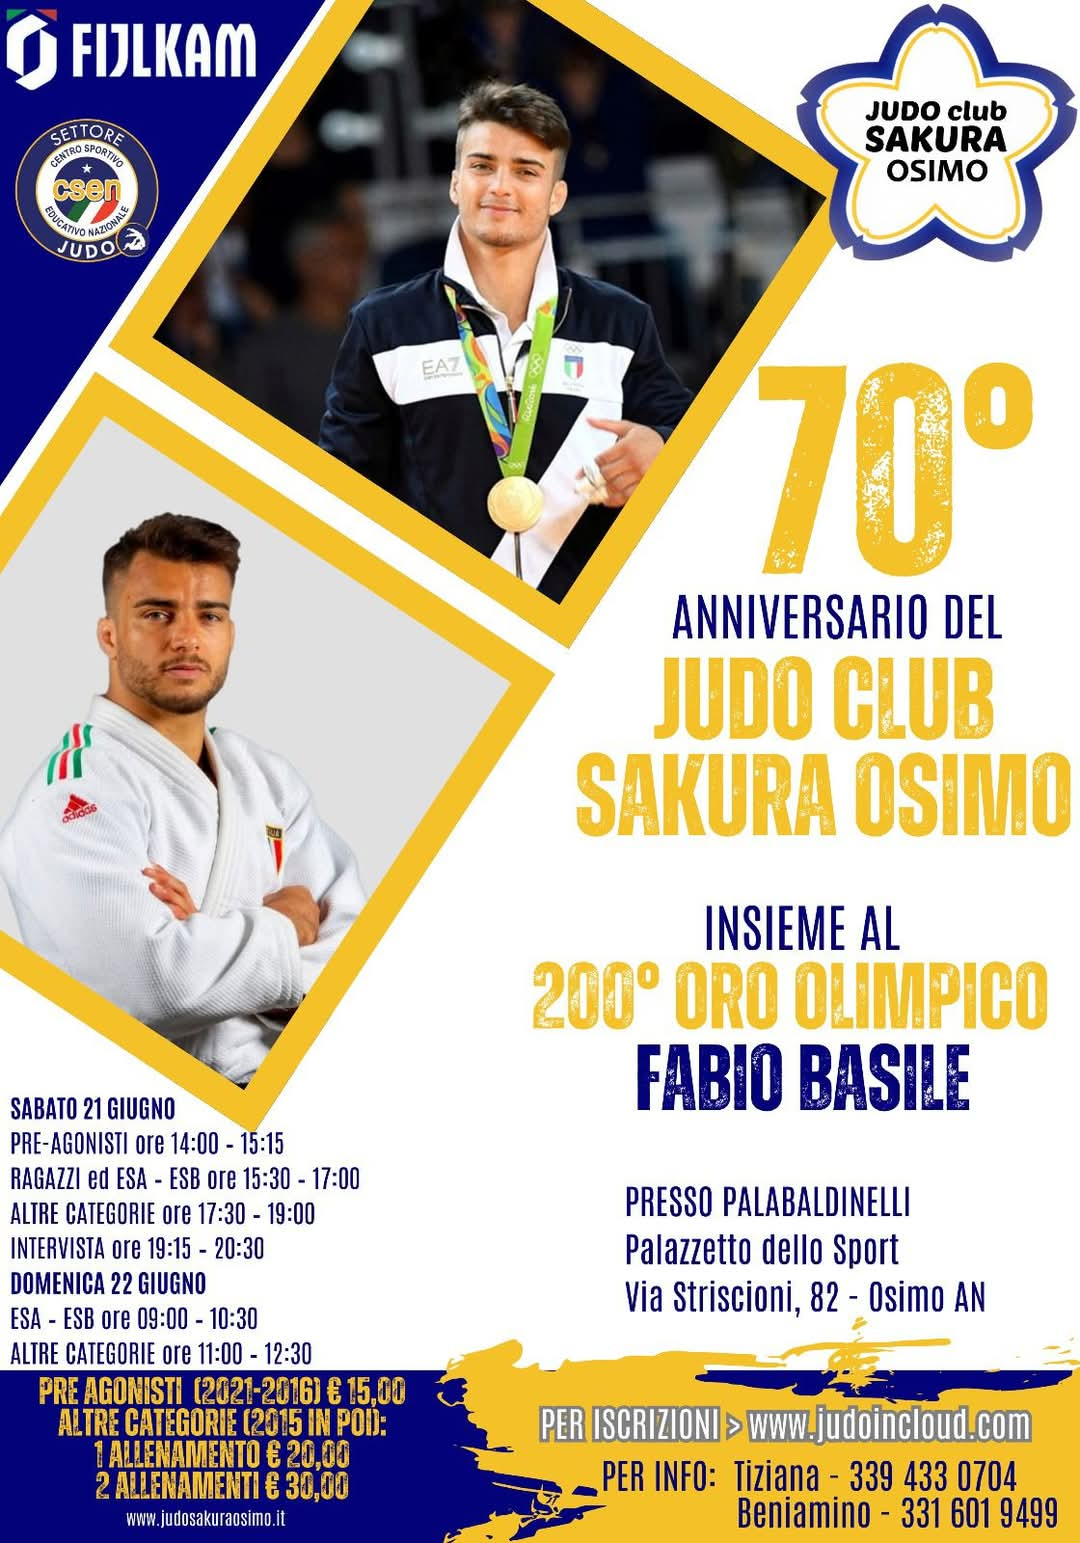 FIJLKAM
SETTORE
CENTRO SPORTIVO
csen
EDUCATIVO NAZIONALE
JUDO
JUDO club
SAKURA
OSIMO
EA7
EMPORIO ARMANI
Rio2016
adidas
70°
ANNIVERSARIO DEL
JUDO CLUB
SAKURA OSIMO
INSIEME AL
200° ORO OLIMPICO
FABIO BASILE
SABATO 21 GIUGNO
PRE-AGONISTI ore 14:00 - 15:15
RAGAZZI ed ESA - ESB ore 15:30 - 17:00
ALTRE CATEGORIE ore 17:30 - 19:00
INTERVISTA ore 19:15 - 20:30
DOMENICA 22 GIUGNO
ESA - ESB ore 09:00 - 10:30
ALTRE CATEGORIE ore 11:00 - 12:30
PRESSO PALABALDINELLI
Palazzetto dello Sport
Via Striscioni, 82 - Osimo AN
PRE AGONISTI (2021-2016) € 15,00
ALTRE CATEGORIE (2015 IN POI):
1 ALLENAMENTO € 20,00
2 ALLENAMENTI € 30,00
www.judosakuraosimo.it
PER ISCRIZIONI > www.judoincloud.com
PER INFO: Tiziana - 339 433 0704
Beniamino - 331 601 9499